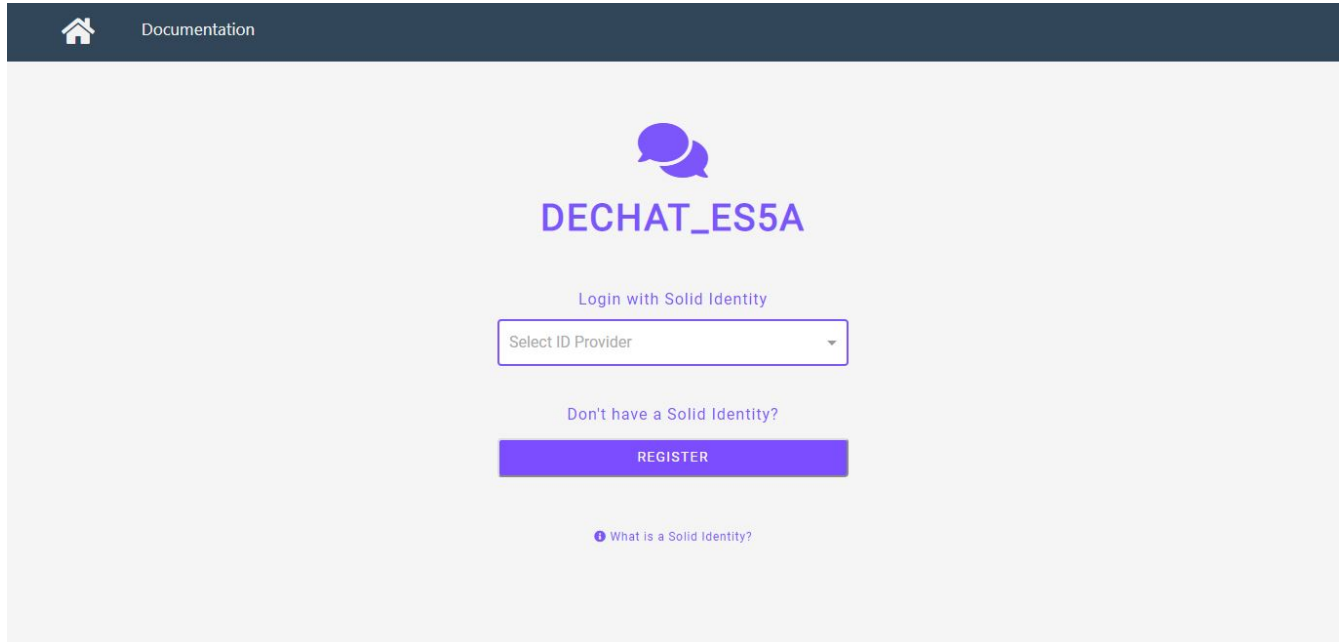 Documentation
DECHAT_ES5A
Login with Solid Identity
Select ID Provider
Don't have a Solid Identity?
REGISTER
What is a Solid Identity?